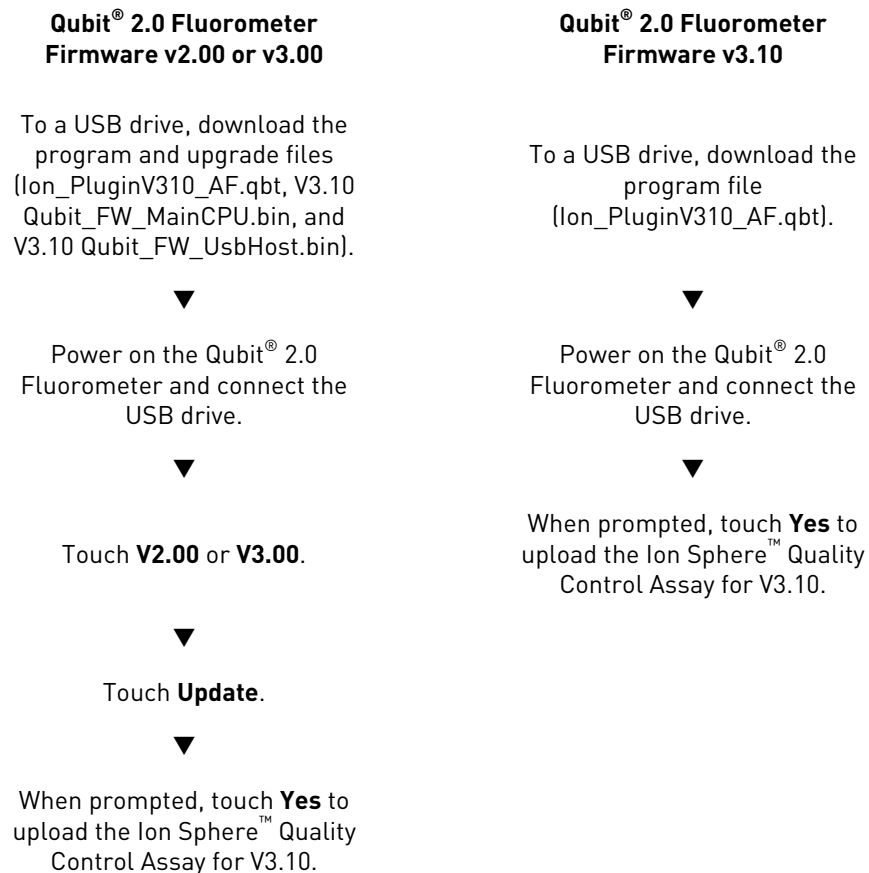 Qubit® 2.0 Fluorometer
Firmware v2.00 or v3.00
To a USB drive, download the
program and upgrade files
(Ion_PluginV310_AF.qbt, V3.10
Qubit_FW_MainCPU.bin, and
V3.10 Qubit_FW_UsbHost.bin).
▼
Power on the Qubit® 2.0
Fluorometer and connect the
USB drive.
▼
Touch V2.00 or V3.00.
▼
Touch Update.
▼
When prompted, touch Yes to
upload the Ion Sphere™ Quality
Control Assay for V3.10.
Qubit® 2.0 Fluorometer
Firmware v3.10
To a USB drive, download the
program file
(Ion_PluginV310_AF.qbt).
▼
Power on the Qubit® 2.0
Fluorometer and connect the
USB drive.
▼
When prompted, touch Yes to
upload the Ion Sphere™ Quality
Control Assay for V3.10.